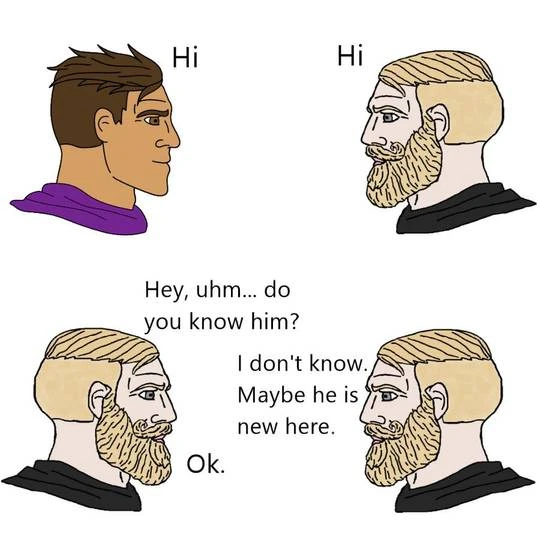 Hi
Hi
Hey, uhm... do
you know him?
I don't know.
Maybe he is
new here.
Ok.